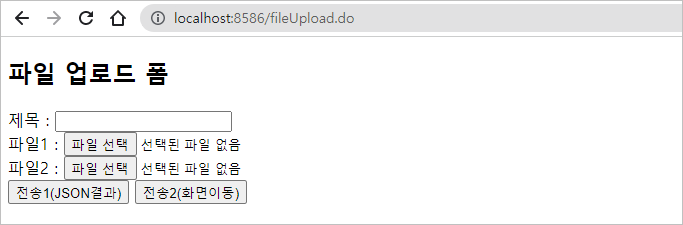 localhost:8586/fileUpload.do
파일 업로드 폼
제목 :
파일1 : 파일 선택 선택된 파일 없음
파일2 : 파일 선택 선택된 파일 없음
전송1(JSON결과) 전송2(화면이동)